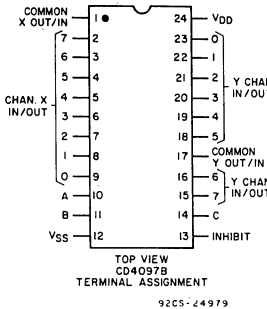 COMMON
X OUT/IN 1 24 VDD
7 2 23 0
6 3 22 1
5 4 21 2 Y CHAN
IN/OUT
CHAN. X
IN/OUT
4 5 20 3
3 6 19 4
2 7 18 5
1 8 17 COMMON
Y OUT/IN
0 9 16 6 Y CHAN
IN/OUT
A 10 15 7
B 11 14 C
VSS 12 13 INHIBIT
TOP VIEW
CD4097B
TERMINAL ASSIGNMENT
92CS-24979